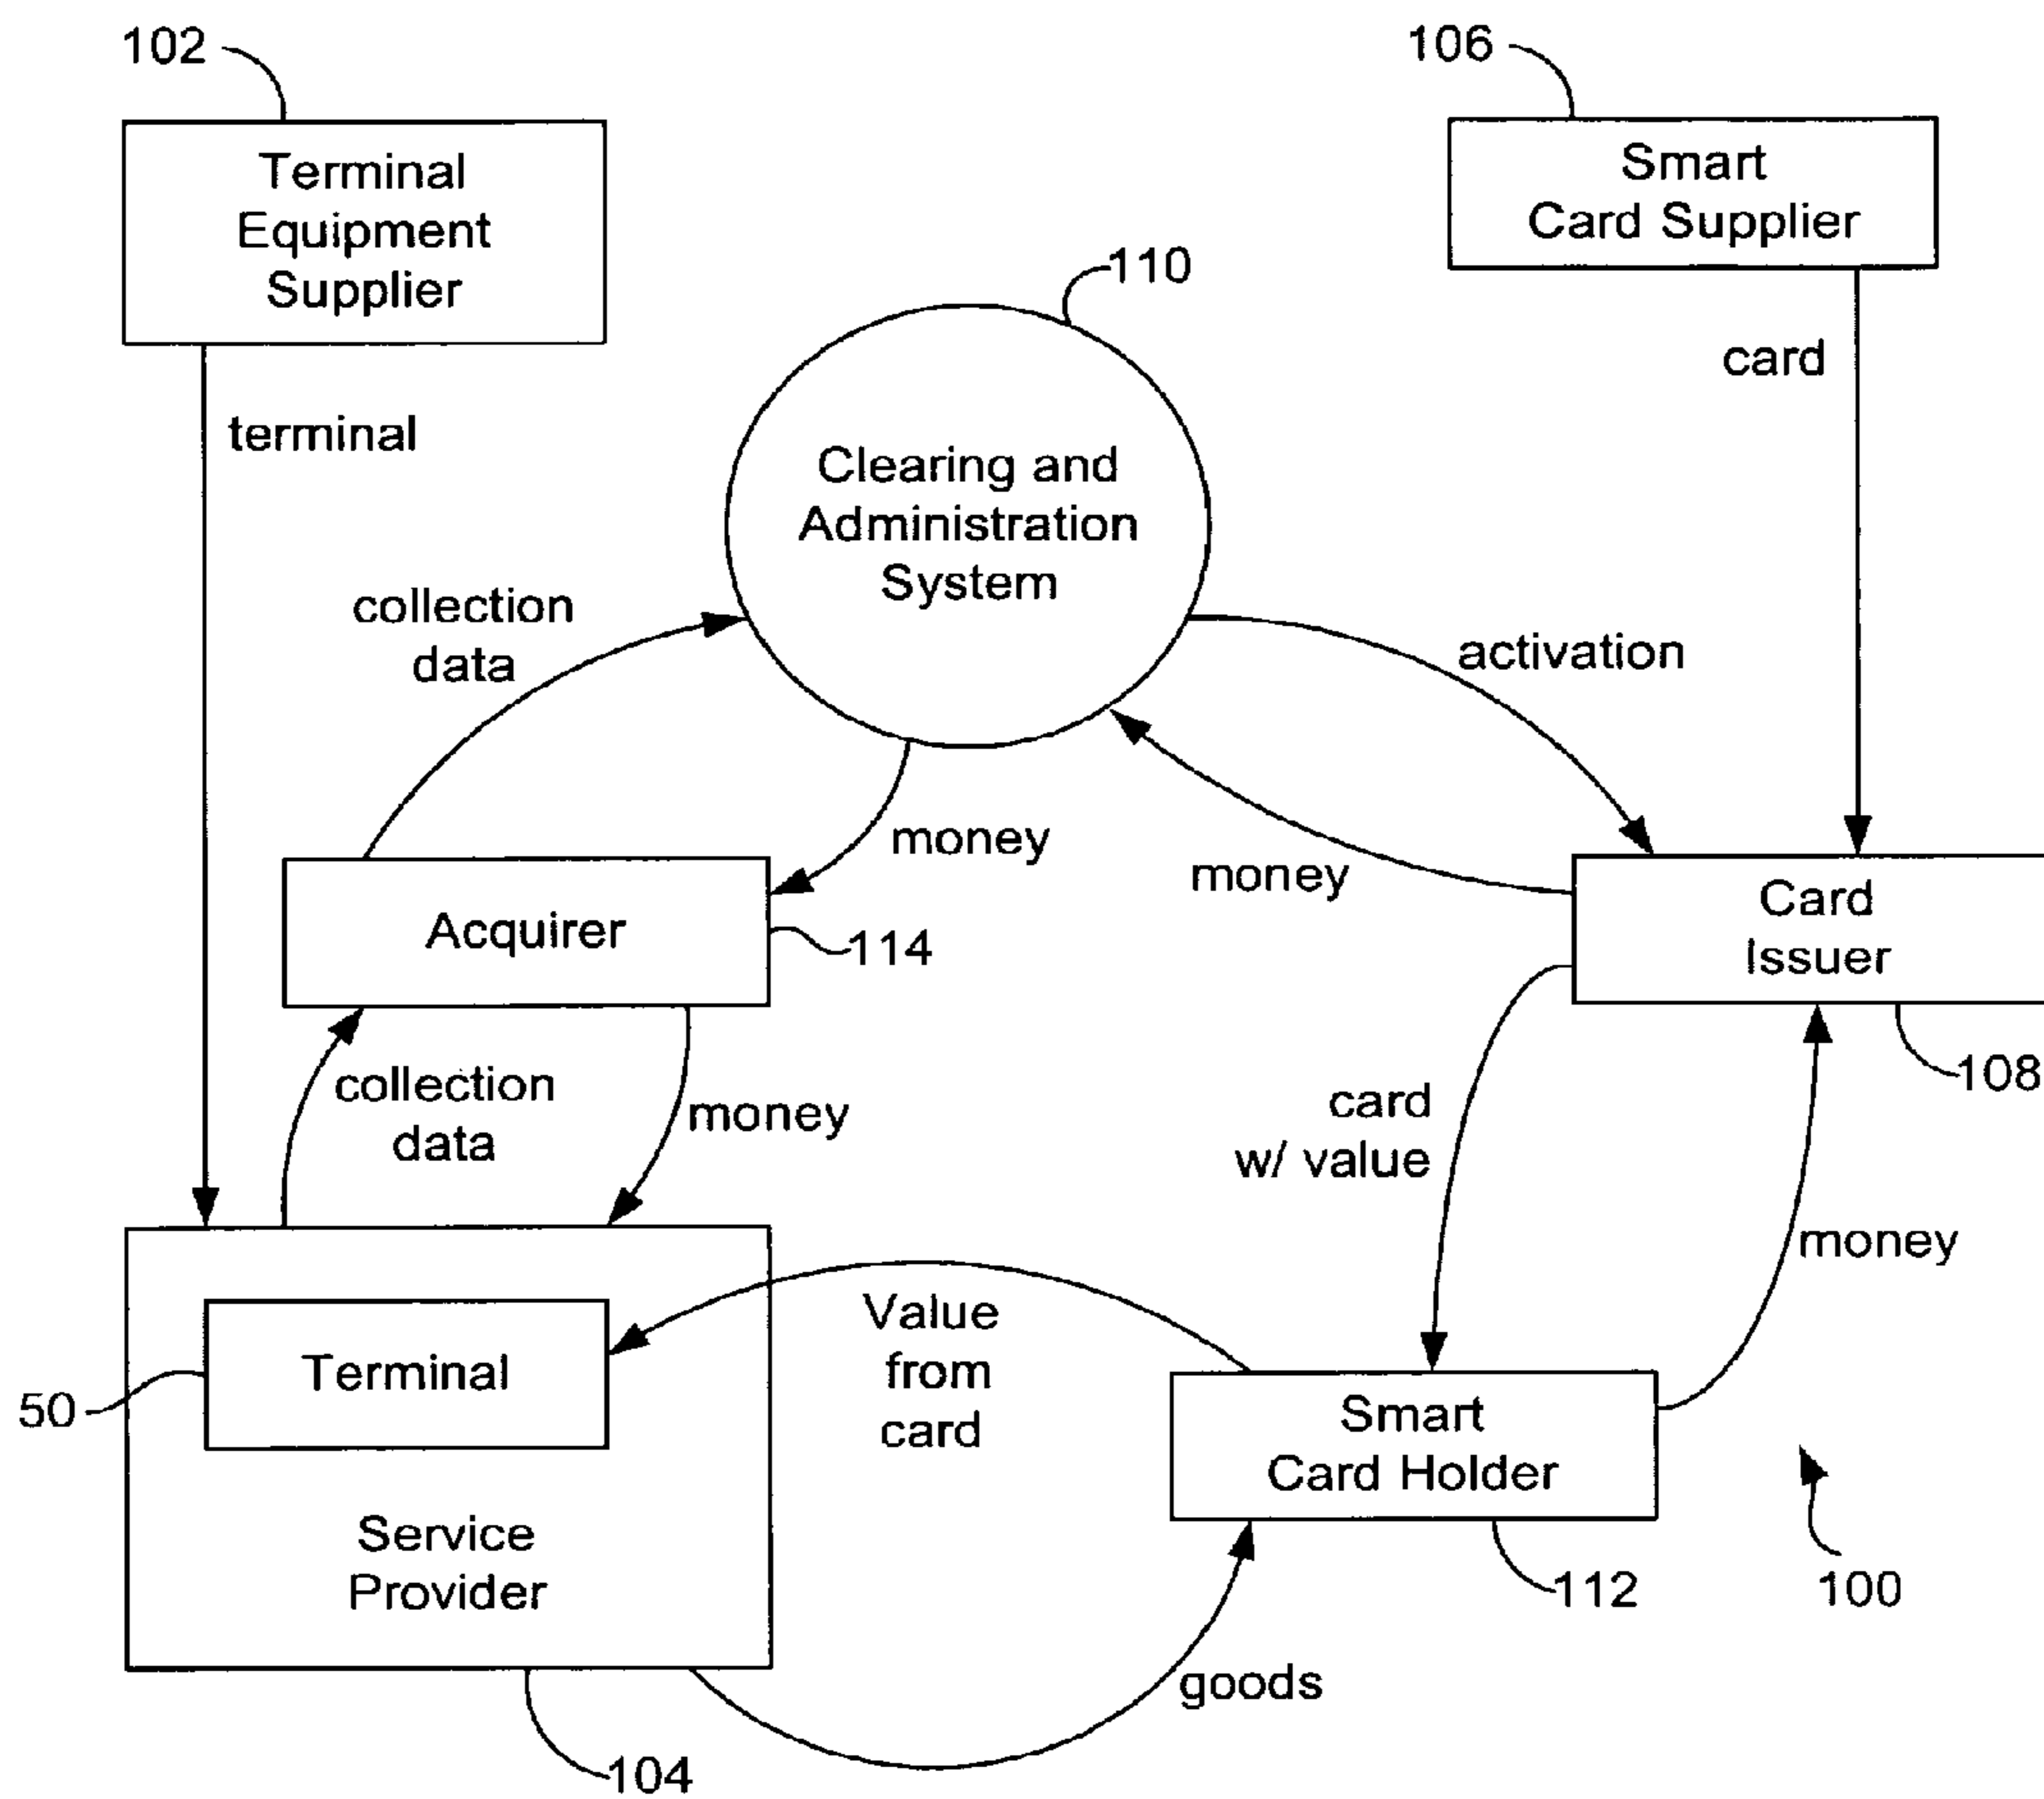 102
106
Terminal
Equipment
Supplier
Smart
Card Supplier
110
card
terminal
Clearing and
Administration
System
collection
data
activation
money
money
Acquirer
114
Card
Issuer
108
collection
data
money
card
w/ value
money
Value
from
card
Terminal
50
Smart
Card Holder
Service
Provider
112
100
goods
104